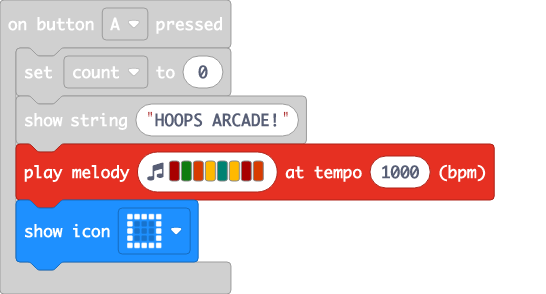 on button A pressed
set count to 0
show string "HOOPS ARCADE!"
play melody at tempo 1000 (bpm)
show icon